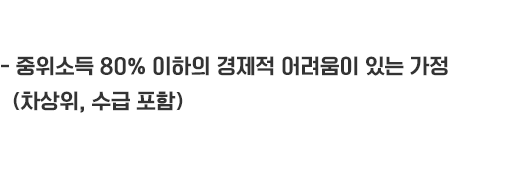 - 중위소득 80% 이하의 경제적 어려움이 있는 가정
(차상위, 수급 포함)